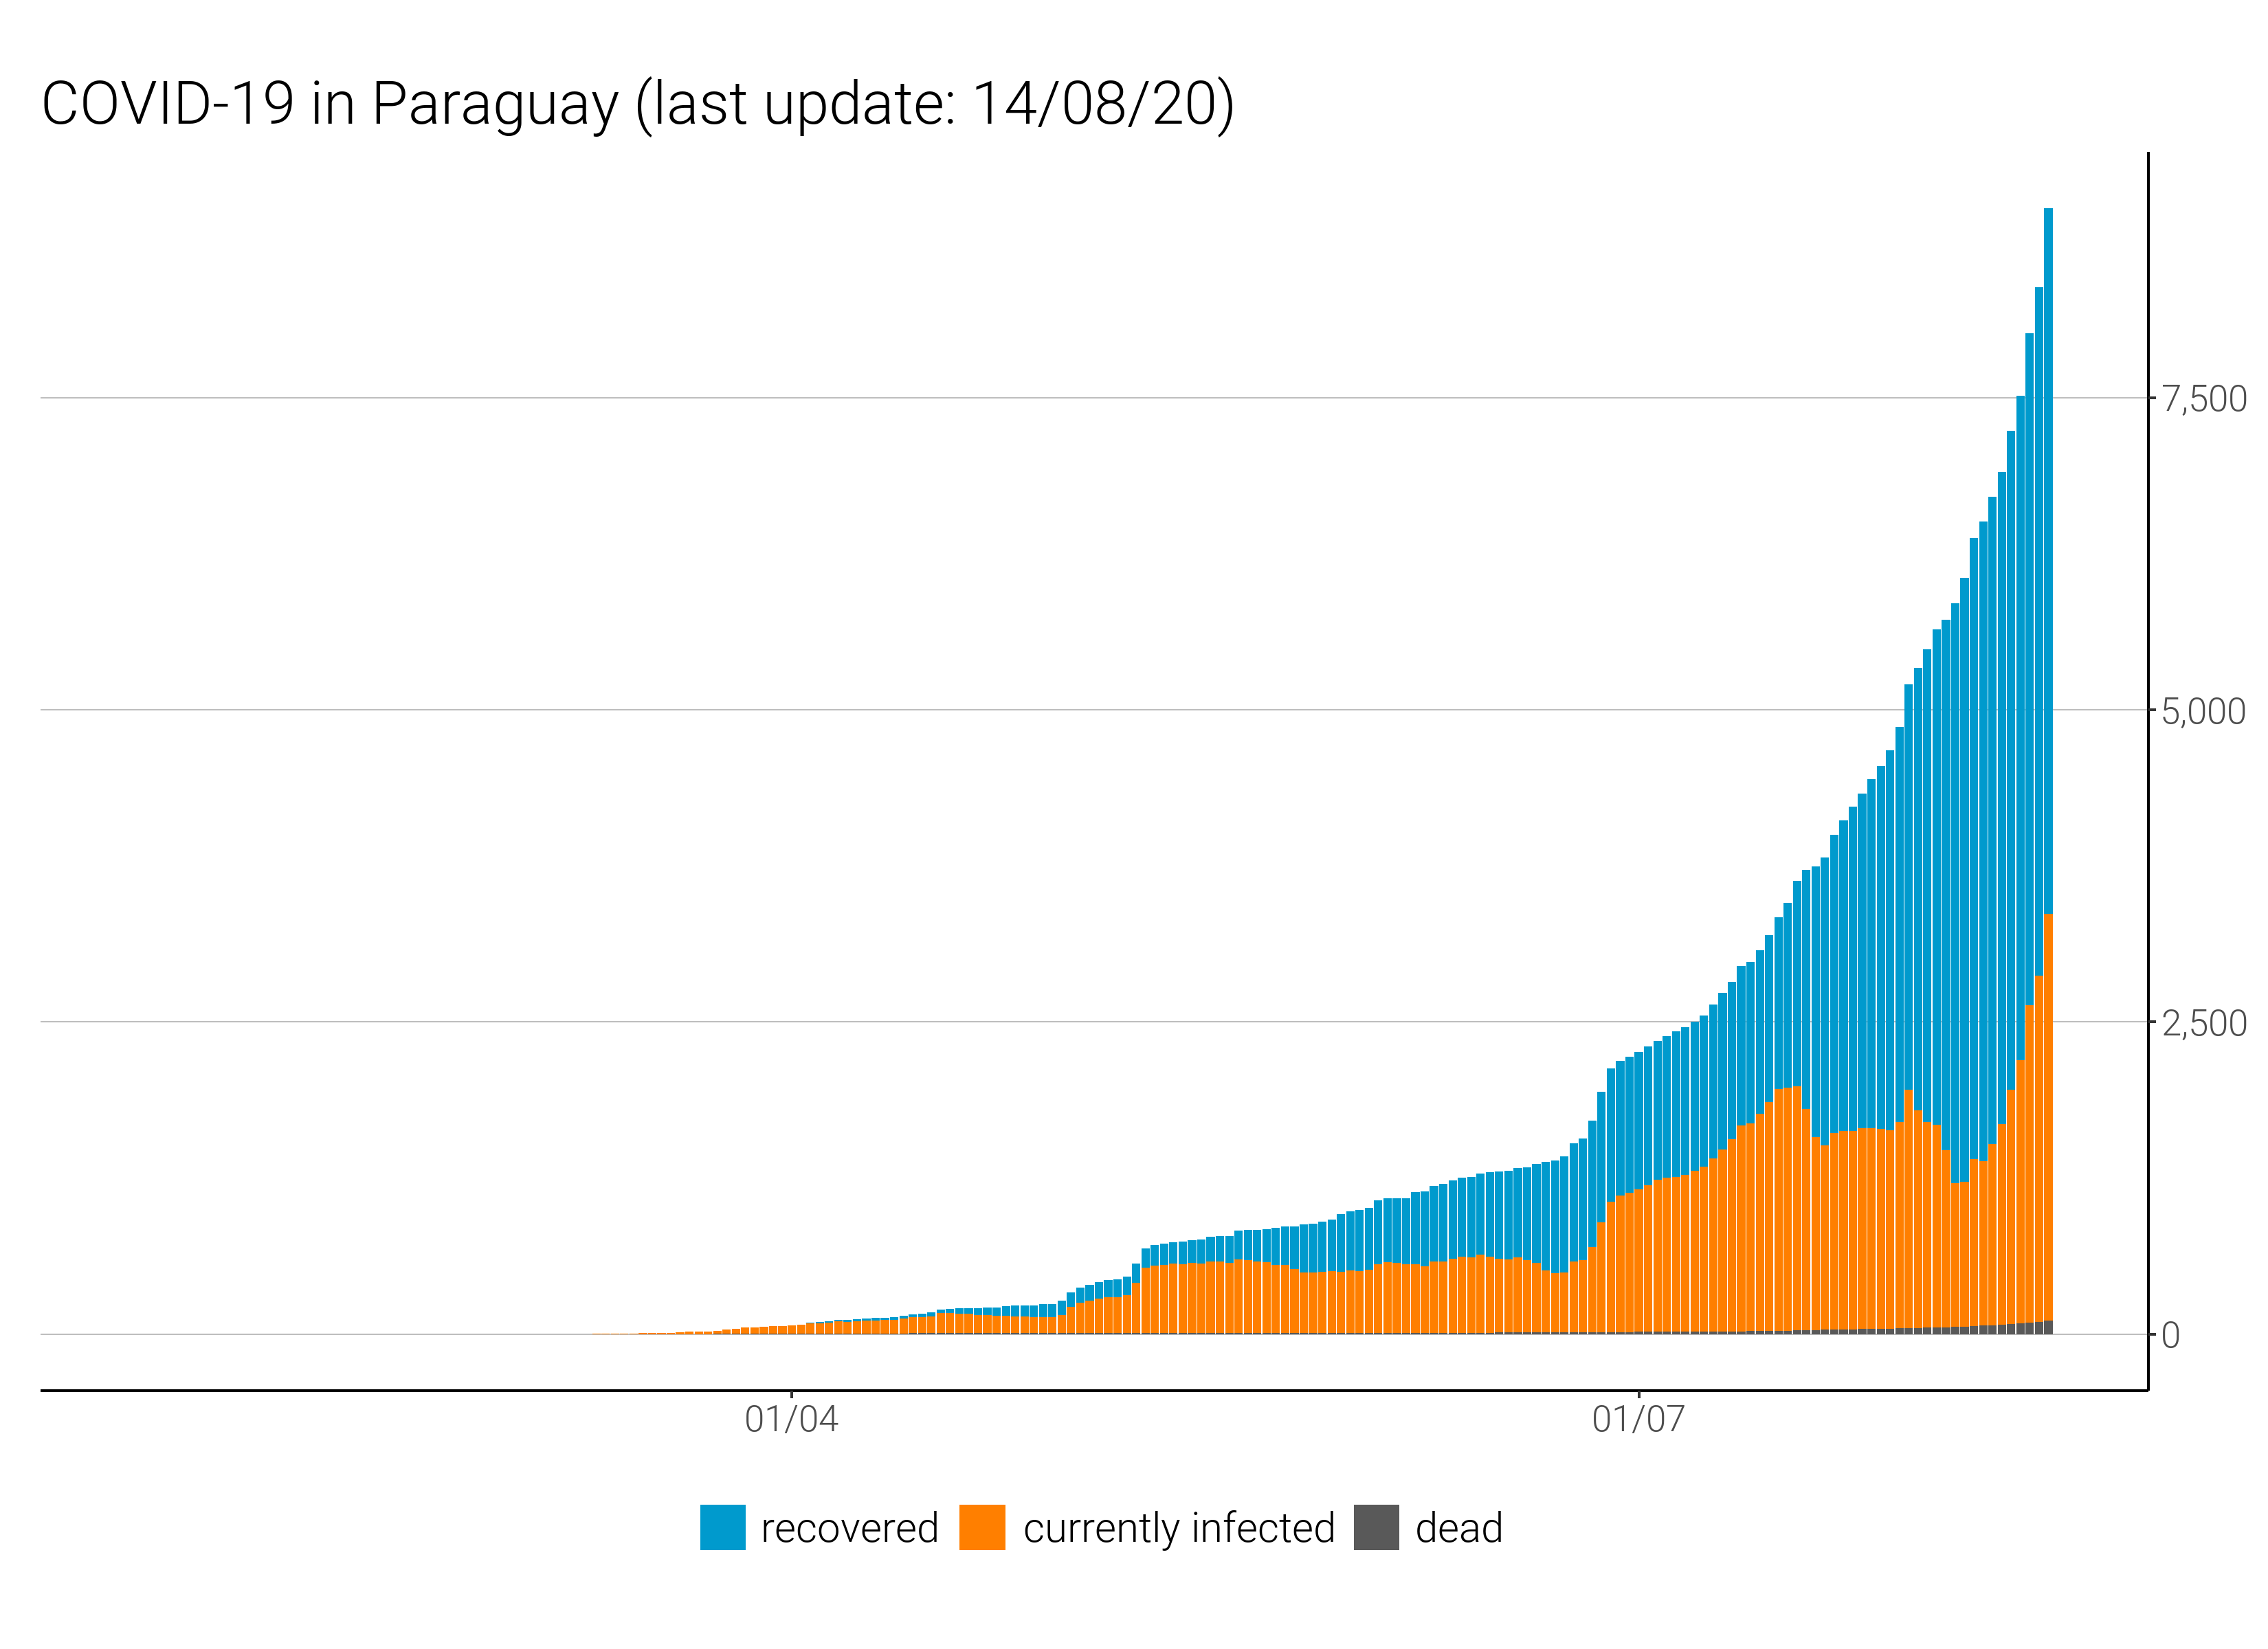 COVID-19 in Paraguay (last update: 14/08/20)
7,500
5,000
2,500
0
01/04 01/07
recovered currently infected dead